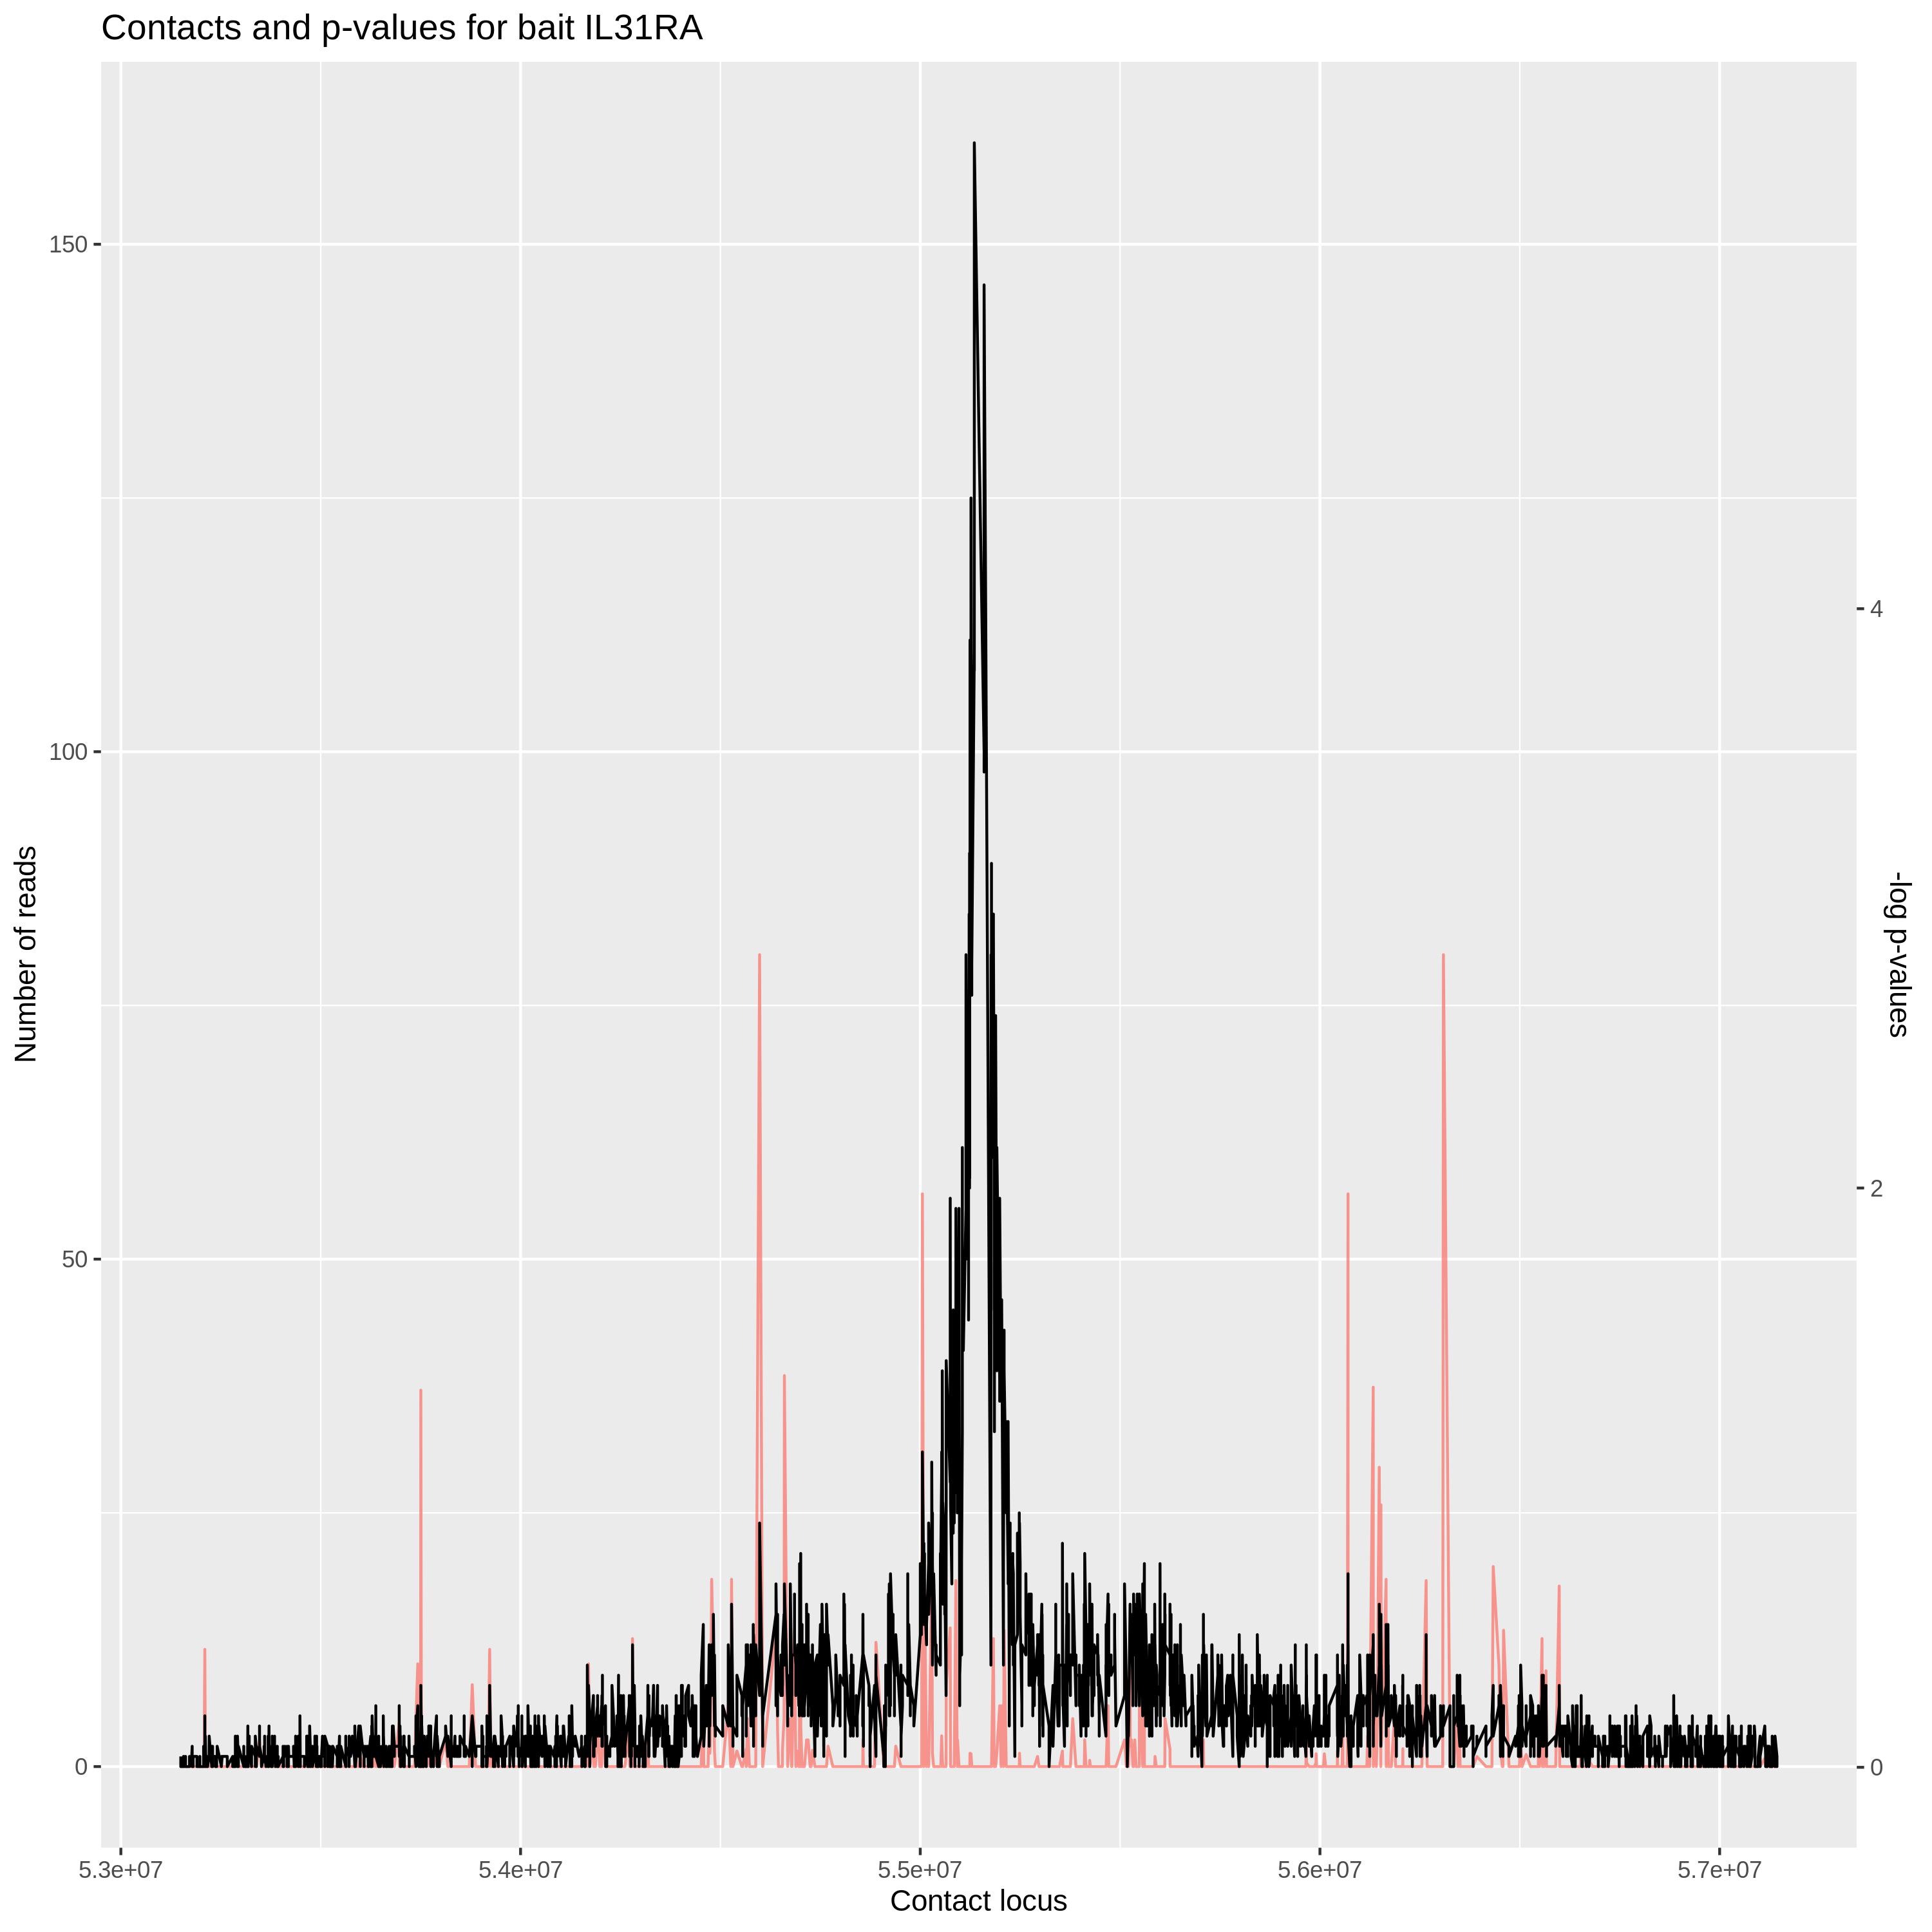 Contacts and p-values for bait IL31RA
150
100
50
0
Number of reads
4
2
0
-log p-values
5.3e+07
5.4e+07
5.5e+07
5.6e+07
5.7e+07
Contact locus